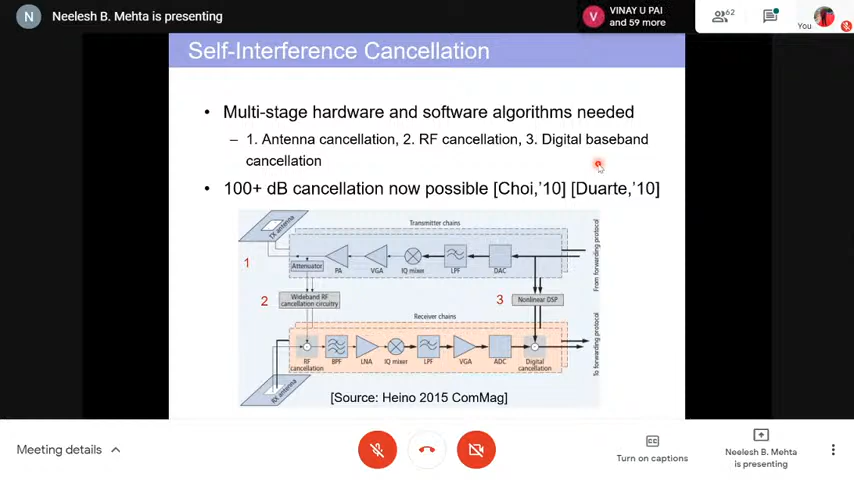 N
Neelesh B. Mehta is presenting
V
VINAY U PAI
and 59 more
62
You
Self-Interference Cancellation
• Multi-stage hardware and software algorithms needed
– 1. Antenna cancellation, 2. RF cancellation, 3. Digital baseband
cancellation
• 100+ dB cancellation now possible [Choi,'10] [Duarte,'10]
TX antenna
Transmitter chains
Attenuator
PA
VGA
IQ mixer
LPF
DAC
From forwarding protocol
1
2
Wideband RF
cancellation circuitry
3
Nonlinear DSP
Receiver chains
RF
cancellation
BPF
LNA
IQ mixer
LPF
VGA
ADC
Digital
cancellation
To forwarding protocol
RX antenna
[Source: Heino 2015 ComMag]
Meeting details
CC
Turn on captions
Neelesh B. Mehta
is presenting